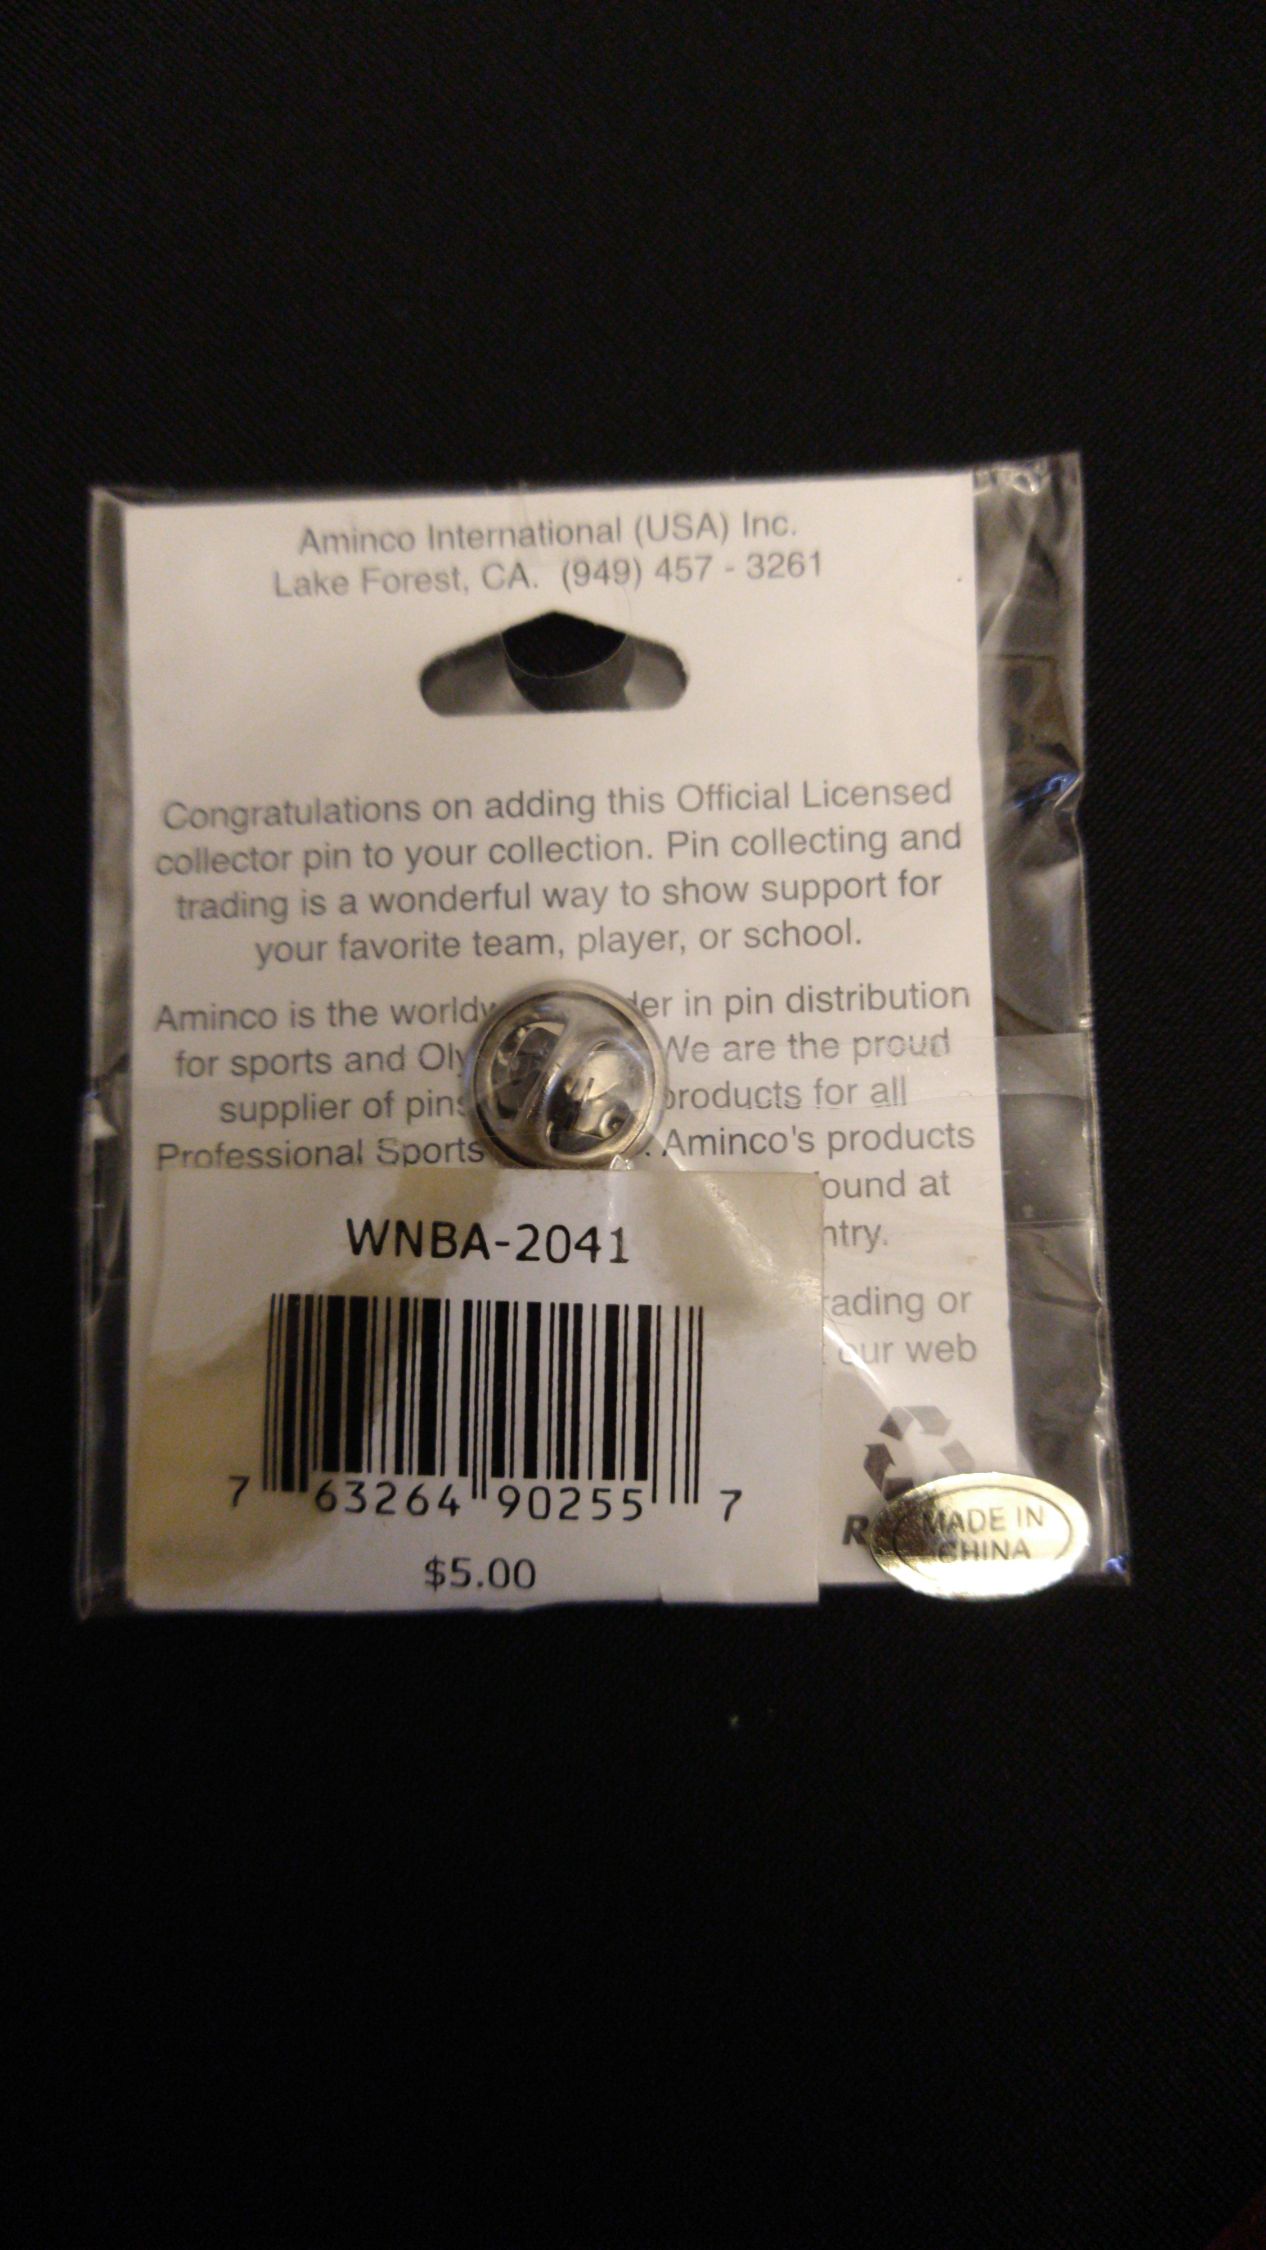 Aminco International (USA) Inc.
Lake Forest, CA. (949) 457 - 3261
Congratulations on adding this Official Licensed
collector pin to your collection. Pin collecting and
trading is a wonderful way to show support for
your favorite team, player, or school.
Aminco is the der in pin distribution
for sports and We are the proud
supplier of products for all
Professional Sports . Aminco's products
ound at
ntry.
rading or
our web
WNBA-2041
7 63264 90255 7
$5.00
MADE IN
CHINA